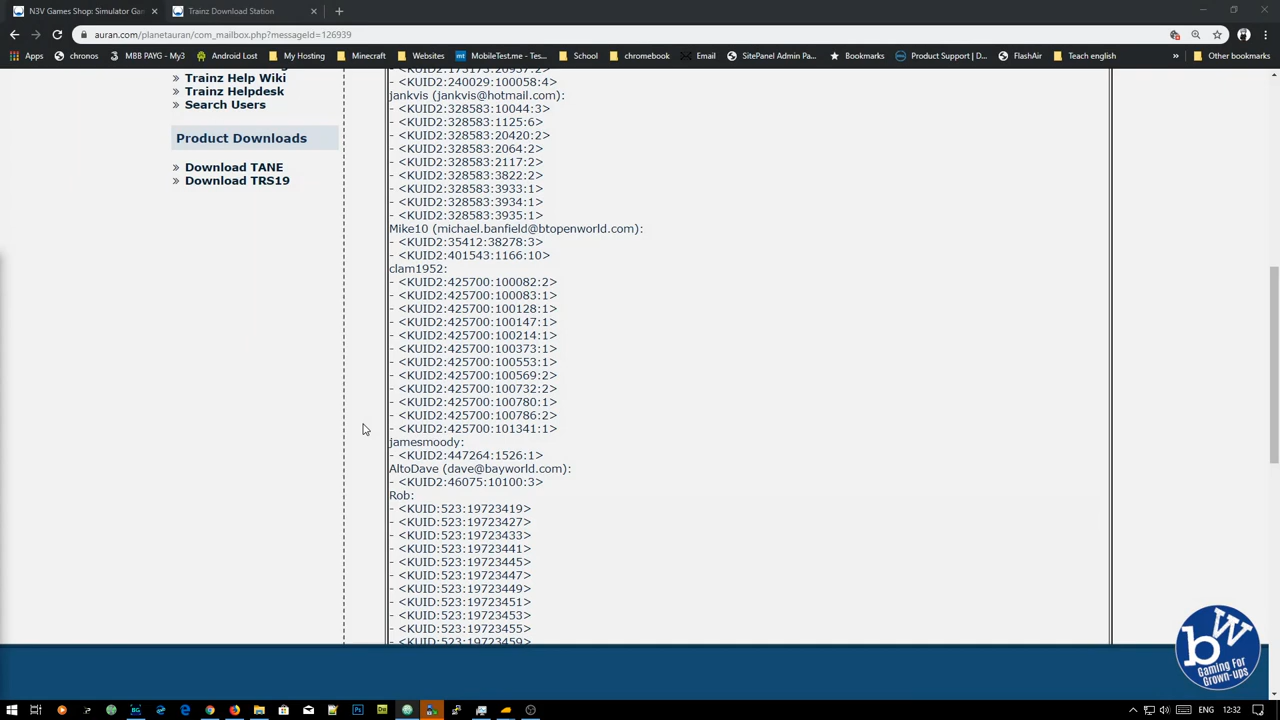 N3V Games Shop: Simulator Gam
Trainz Download Station
auran.com/planetauran/com_mailbox.php?messageId=126939
Apps
chronos
MBB PAYG - My3
Android Lost
My Hosting
Minecraft
Websites
MobileTest.me - Tes...
School
chromebook
Email
SitePanel Admin Pa...
Bookmarks
Product Support | D...
FlashAir
Teach english
Other bookmarks
Trainz Help Wiki
Trainz Helpdesk
Search Users
Product Downloads
Download TANE
Download TRS19
- <KUID2:240029:100058:4>
jankvis (jankvis@hotmail.com):
- <KUID2:328583:10044:3>
- <KUID2:328583:1125:6>
- <KUID2:328583:20420:2>
- <KUID2:328583:2064:2>
- <KUID2:328583:2117:2>
- <KUID2:328583:3822:2>
- <KUID2:328583:3933:1>
- <KUID2:328583:3934:1>
- <KUID2:328583:3935:1>
Mike10 (michael.banfield@btopenworld.com):
- <KUID2:35412:38278:3>
- <KUID2:401543:1166:10>
clam1952:
- <KUID2:425700:100082:2>
- <KUID2:425700:100083:1>
- <KUID2:425700:100128:1>
- <KUID2:425700:100147:1>
- <KUID2:425700:100214:1>
- <KUID2:425700:100373:1>
- <KUID2:425700:100553:1>
- <KUID2:425700:100569:2>
- <KUID2:425700:100732:2>
- <KUID2:425700:100780:1>
- <KUID2:425700:100786:2>
- <KUID2:425700:101341:1>
jamesmoody:
- <KUID2:447264:1526:1>
AltoDave (dave@bayworld.com):
- <KUID2:46075:10100:3>
Rob:
- <KUID:523:19723419>
- <KUID:523:19723427>
- <KUID:523:19723433>
- <KUID:523:19723441>
- <KUID:523:19723445>
- <KUID:523:19723447>
- <KUID:523:19723449>
- <KUID:523:19723451>
- <KUID:523:19723453>
- <KUID:523:19723455>
- <KUID:523:19723459>
bW
Gaming For
Grown-ups
ENG
12:32